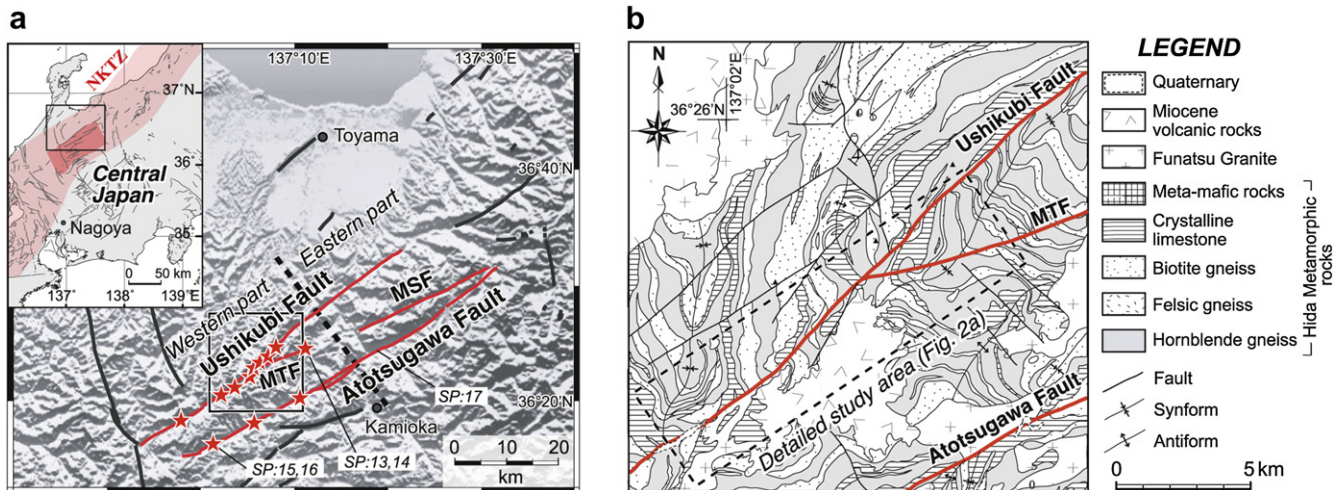 a
137°10'E
137°30'E
NKTZ
37°N
Toyama
36°
36°40'N
Central
Japan
Nagoya
35°
0 50 km
137°
138°
139°E
Eastern part
Western part
Ushikubi Fault
MSF
Atotsugawa Fault
MTF
SP:17
36°20'N
Kamioka
SP:13,14
SP:15,16
0 10 20
km
b
N
36°26'N
137°02'E
Ushikubi Fault
MTF
Detailed study area (Fig. 2a)
Atotsugawa Fault
LEGEND
Quaternary
Miocene
volcanic rocks
Funatsu Granite
Meta-mafic rocks
Crystalline
limestone
Biotite gneiss
Felsic gneiss
Hornblende gneiss
Hida Metamorphic
rocks
Fault
Synform
Antiform
0 5 km